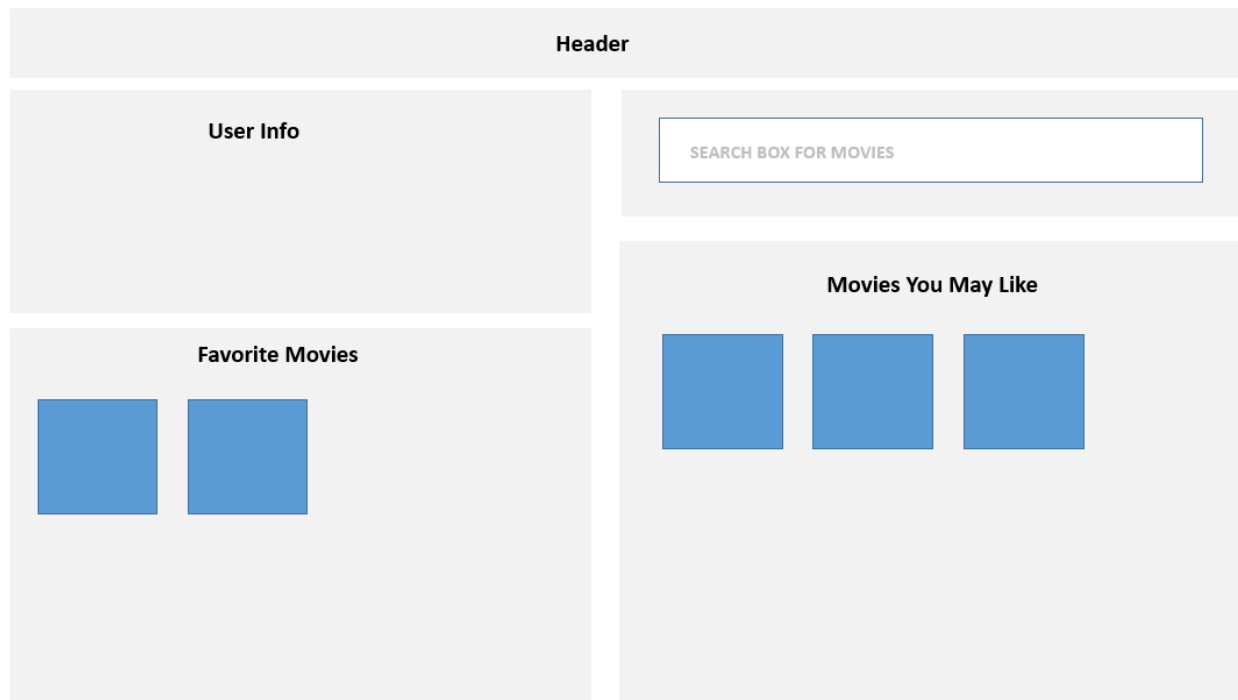 Header
User Info
SEARCH BOX FOR MOVIES
Movies You May Like
Favorite Movies